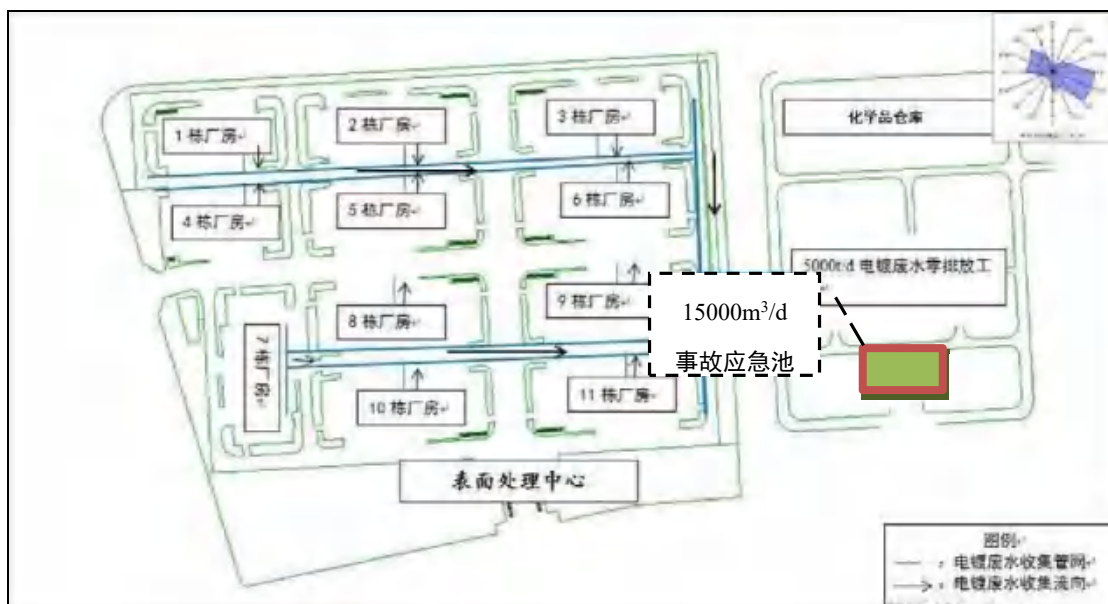 1 栋厂房
2 栋厂房
3 栋厂房
化学品仓库
4 栋厂房
5 栋厂房
6 栋厂房
5000t/d 电镀废水零排放工
15000m³/d
事故应急池
7 栋厂房
8 栋厂房
9 栋厂房
10 栋厂房
11 栋厂房
表面处理中心
图例
:电镀废水收集管网
:电镀废水收集流向